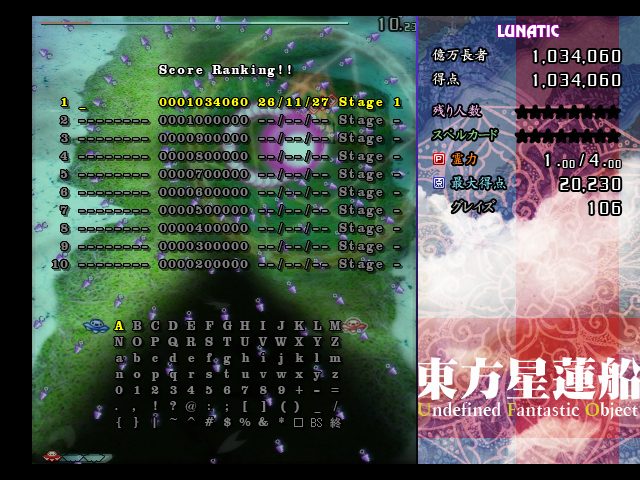 10.23
LUNATIC
億万長者 1,034,060
得点 1,034,060
残り人数
スペルカード
P 霊力 1.00/4.00
点 最大得点 20,230
グレイズ 106
Score Ranking!!
1 _ 0001034060 26/11/27 Stage 1
2 -------- 0001000000 --/--/-- Stage -
3 -------- 0000900000 --/--/-- Stage -
4 -------- 0000800000 --/--/-- Stage -
5 -------- 0000700000 --/--/-- Stage -
6 -------- 0000600000 --/--/-- Stage -
7 -------- 0000500000 --/--/-- Stage -
8 -------- 0000400000 --/--/-- Stage -
9 -------- 0000300000 --/--/-- Stage -
10 -------- 0000200000 --/--/-- Stage -
A B C D E F G H I J K L M
N O P Q R S T U V W X Y Z
a b c d e f g h i j k l m
n o p q r s t u v w x y z
0 1 2 3 4 5 6 7 8 9 + - =
. , ! ? @ : ; [ ] ( ) _ /
{ } | ~ ^ # $ % & * □ BS 終
東方星蓮船
Undefined Fantastic Object